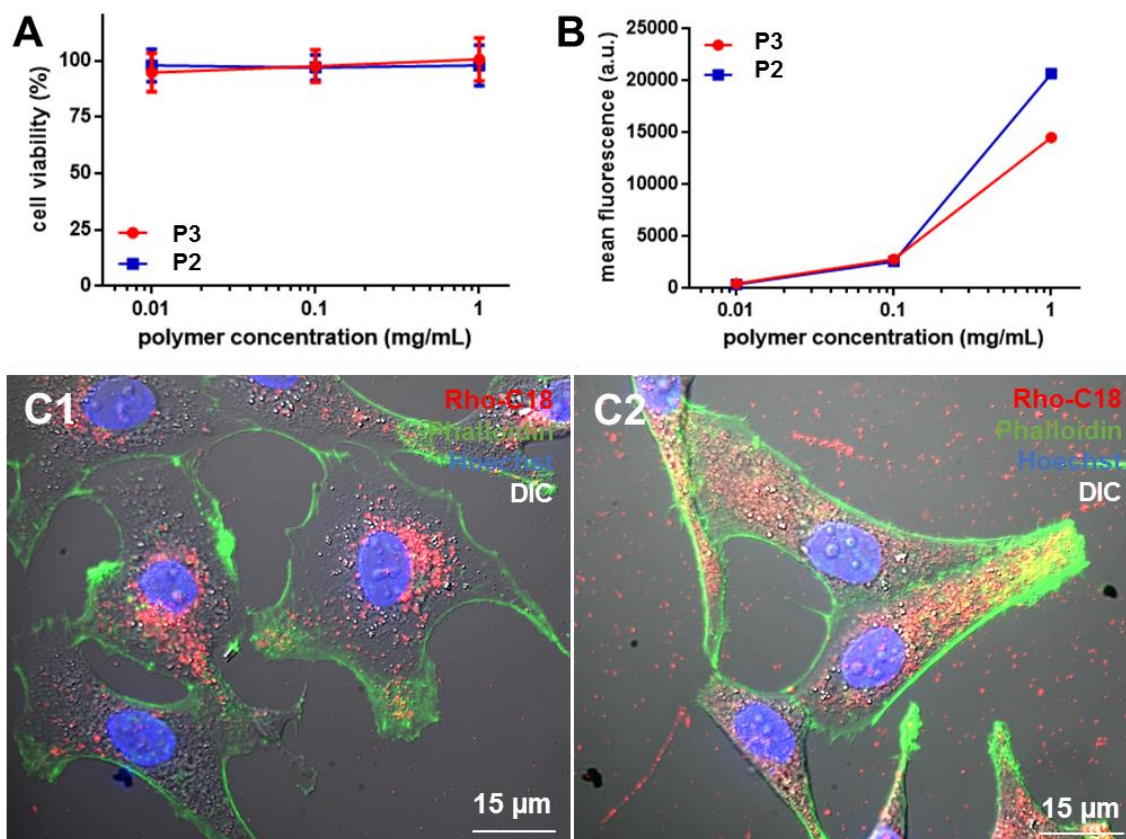 A
cell viability (%)
100
75
50
25
0
P3
P2
0.01
0.1
1
polymer concentration (mg/mL)
B
mean fluorescence (a.u.)
25000
20000
15000
10000
5000
0
P3
P2
0.01
0.1
1
polymer concentration (mg/mL)
C1
Rho-C18
Phalloidin
Hoechst
DIC
15 µm
C2
Rho-C18
Phalloidin
Hoechst
DIC
15 µm